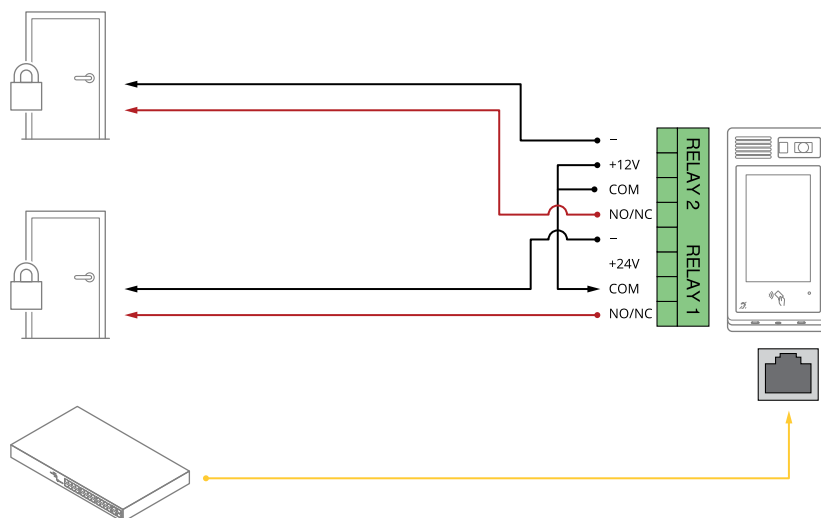 –
+12V
COM
NO/NC
–
+24V
COM
NO/NC
RELAY 2
RELAY 1